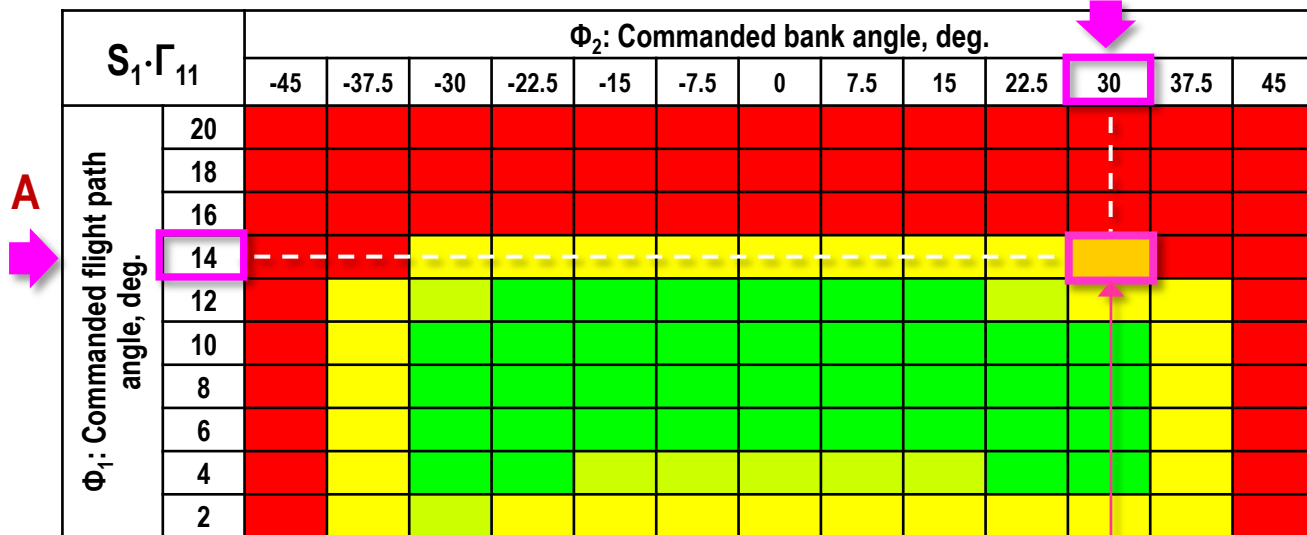 S₁·Γ₁₁
Φ₂: Commanded bank angle, deg.
-45 -37.5 -30 -22.5 -15 -7.5 0 7.5 15 22.5 30 37.5 45
A
Φ₁: Commanded flight path
angle, deg.
20
18
16
14
12
10
8
6
4
2